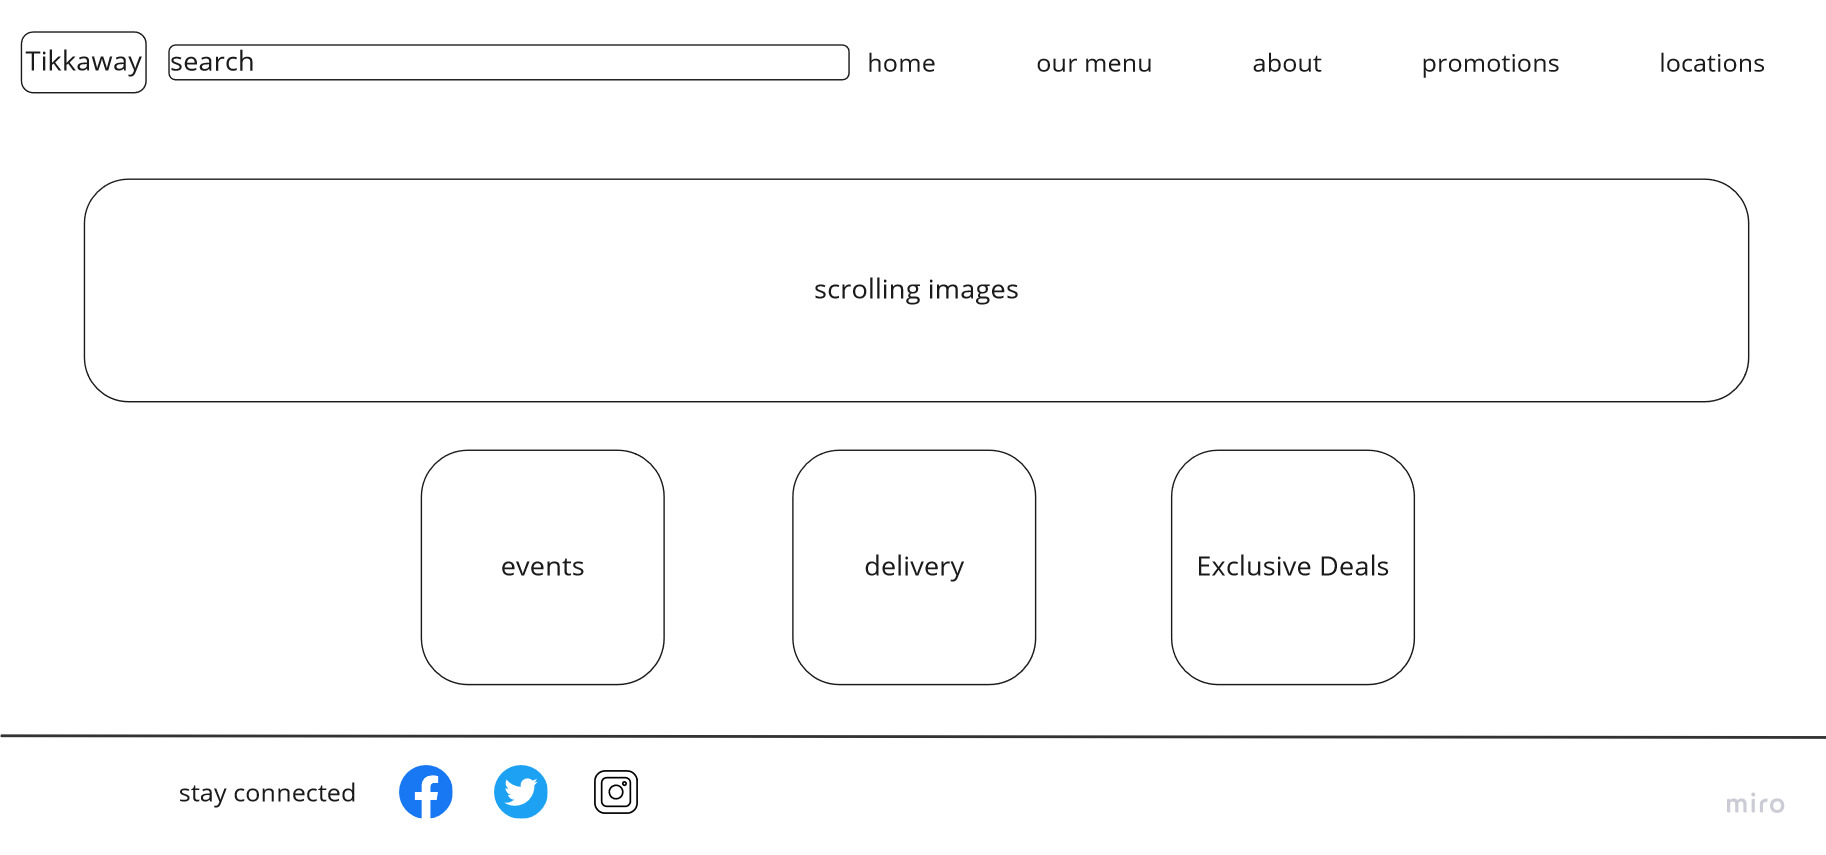 Tikkaway
search
home
our menu
about
promotions
locations
scrolling images
events
delivery
Exclusive Deals
stay connected
miro